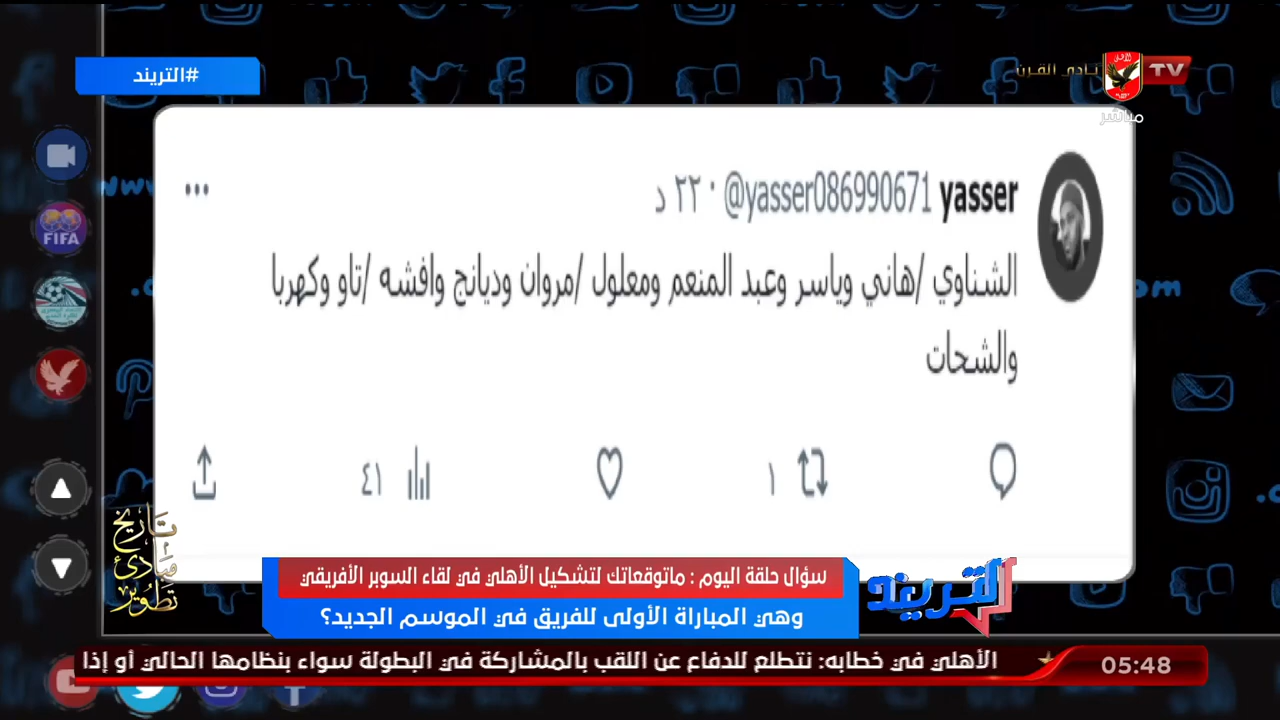 #التريند
نادي القرن
TV
مباشر
yasser @yasser086990671 · ٢٢ د
الشناوي /هاني وياسر وعبد المنعم ومعلول /مروان وديانج وافشه /تاو وكهربا
والشحات
١
٤١
FIFA
تاريخ
مبادئ
تطوير
سؤال حلقة اليوم : ماتوقعاتك لتشكيل الأهلي في لقاء السوبر الأفريقي
وهي المباراة الأولى للفريق في الموسم الجديد؟
التريند
الأهلي في خطابه: نتطلع للدفاع عن اللقب بالمشاركة في البطولة سواء بنظامها الحالي أو إذا
05:48